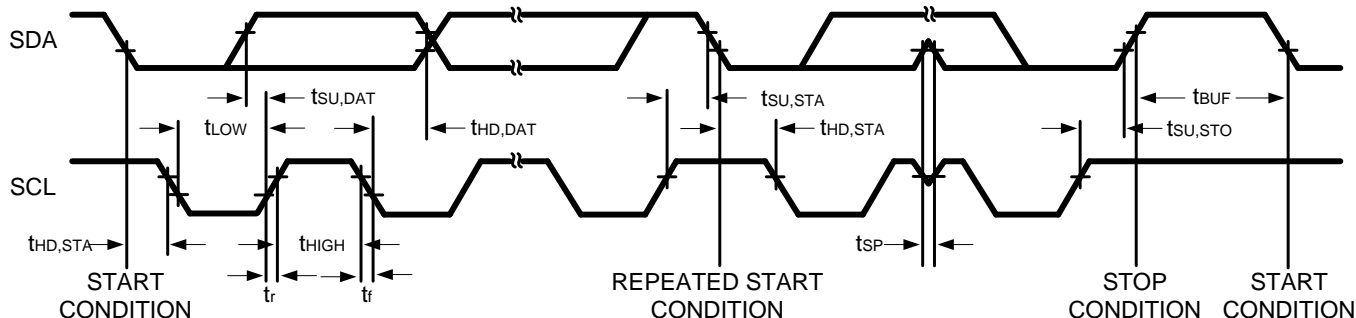 SDA
tSU,DAT
tLOW
tHD,DAT
tSU,STA
tHD,STA
tBUF
tSU,STO
SCL
tHD,STA
tHIGH
tr
tf
tSP
START
CONDITION
REPEATED START
CONDITION
STOP
CONDITION
START
CONDITION